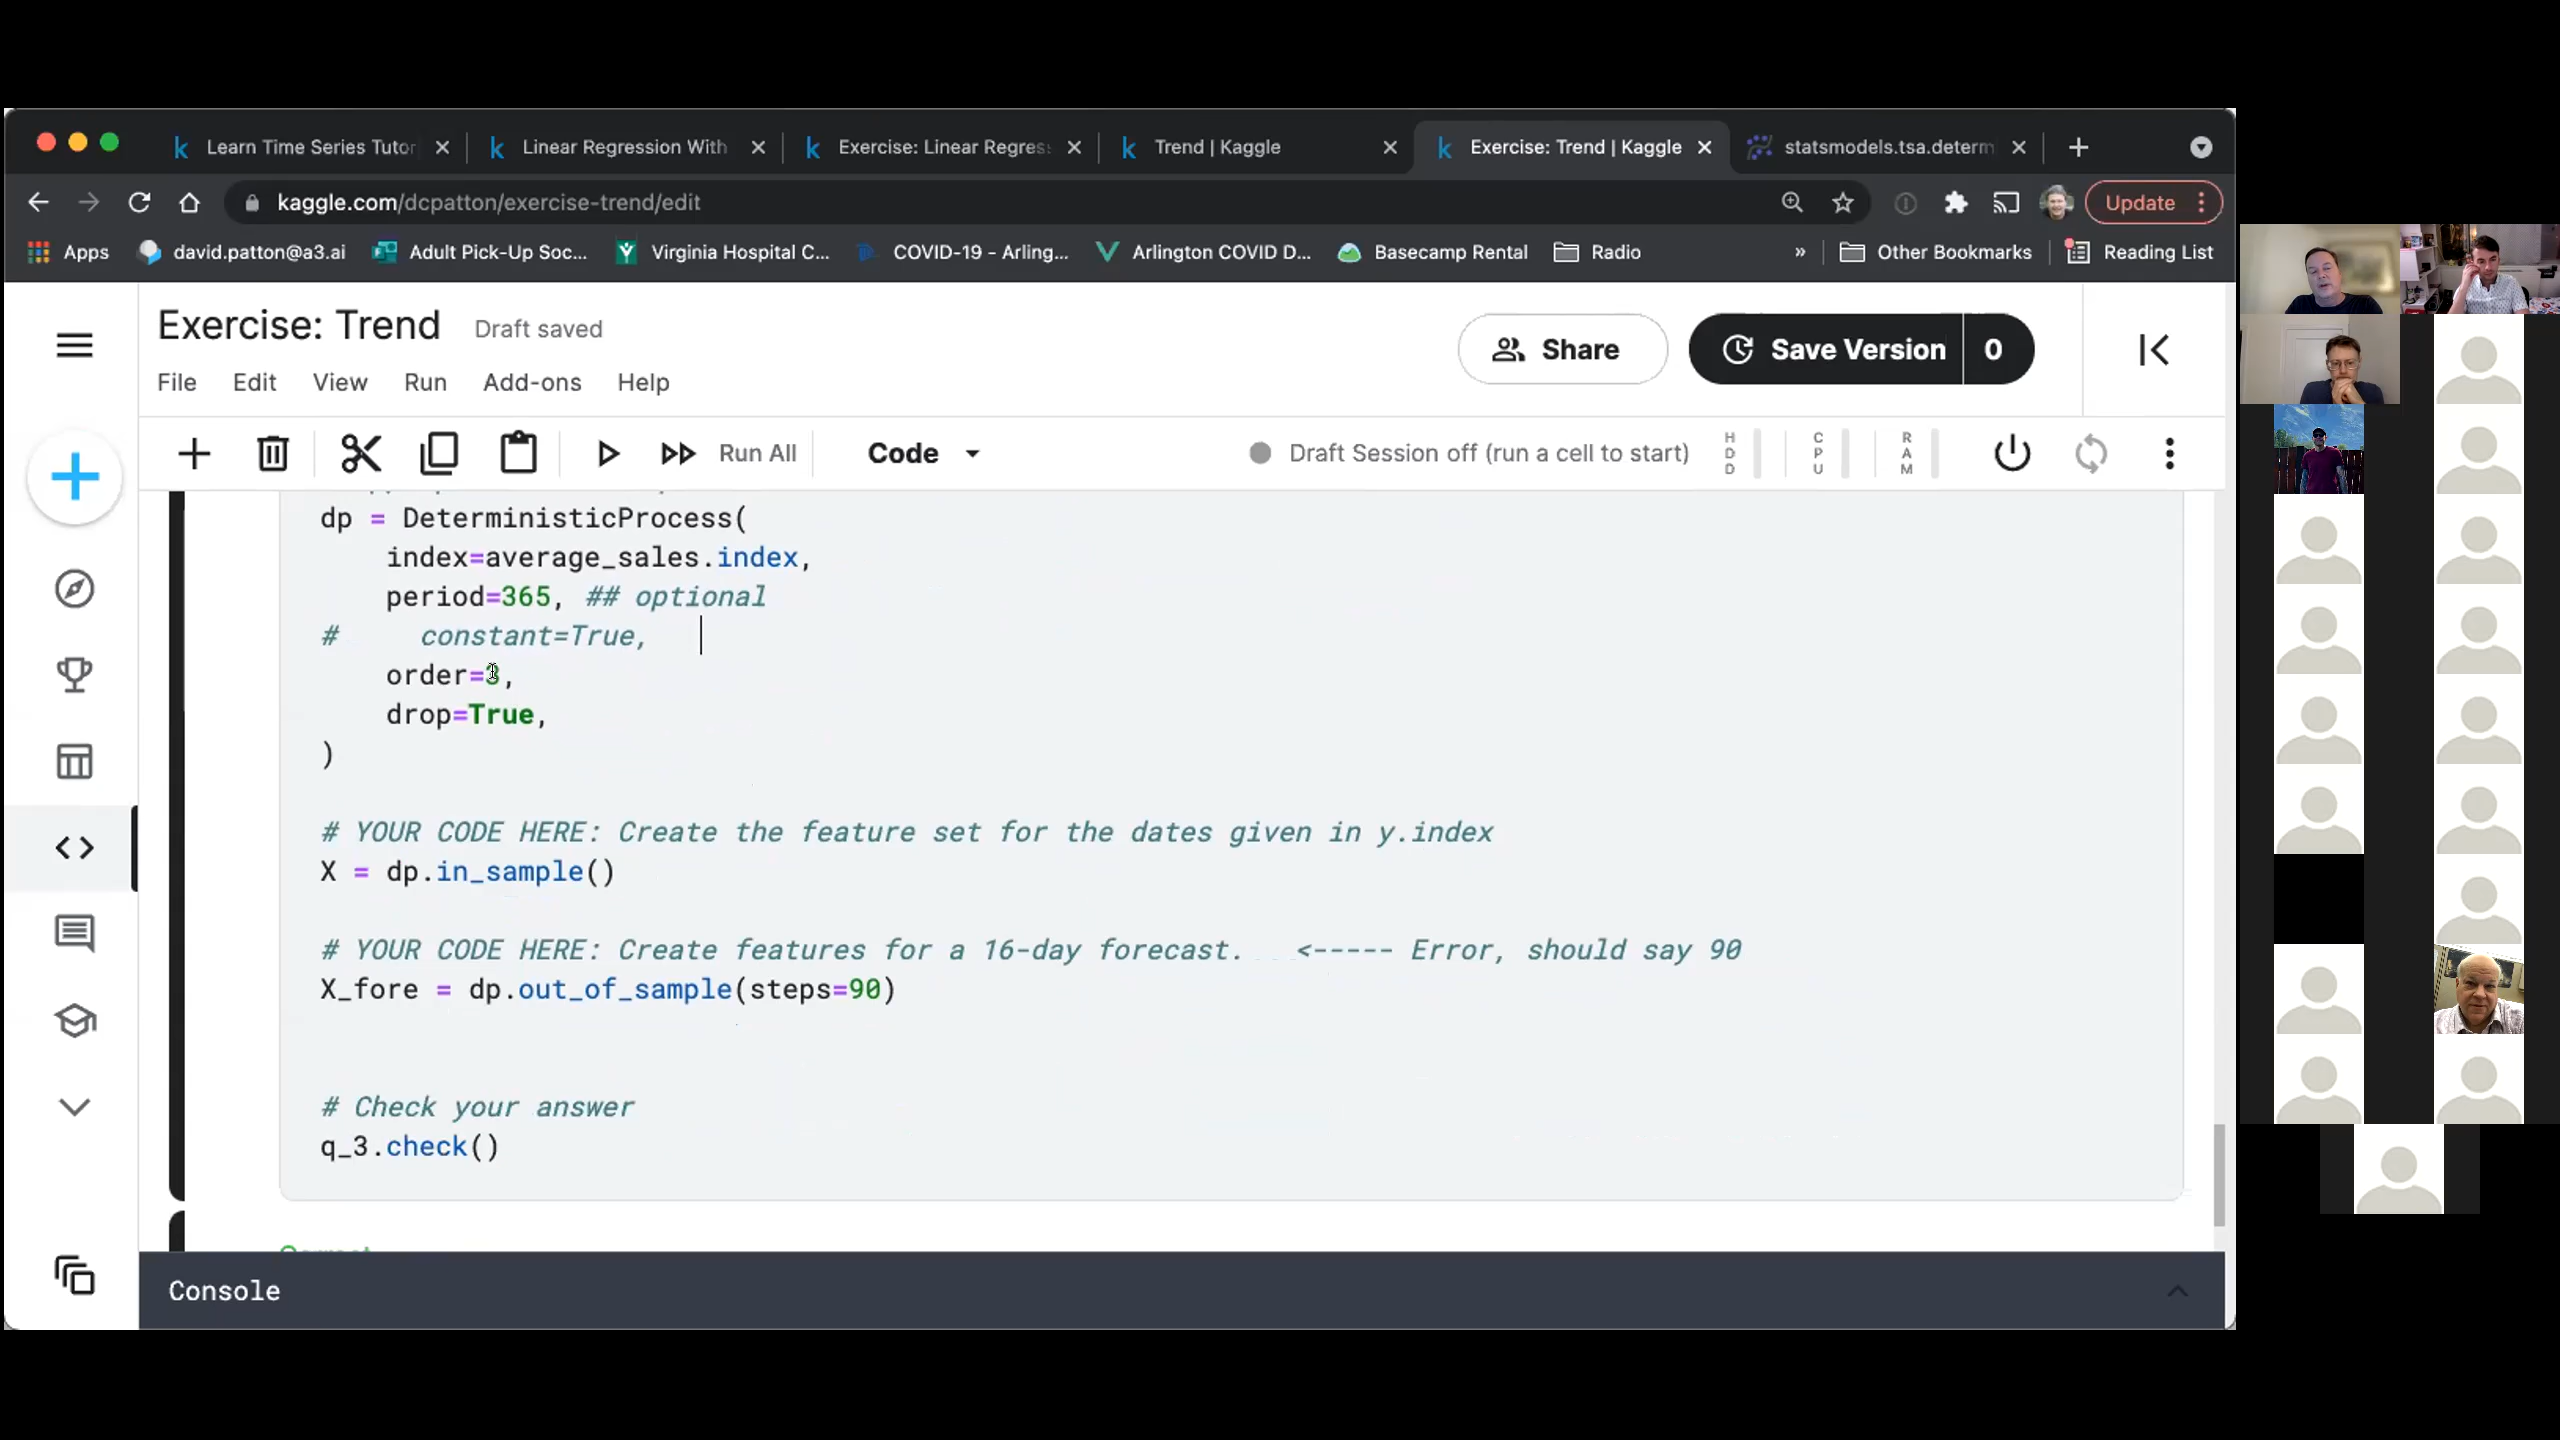 Learn Time Series Tutor
Linear Regression With
Exercise: Linear Regress
Trend | Kaggle
Exercise: Trend | Kaggle
statsmodels.tsa.determ
kaggle.com/dcpatton/exercise-trend/edit
Update
Apps
david.patton@a3.ai
Adult Pick-Up Soc...
Virginia Hospital C...
COVID-19 - Arling...
Arlington COVID D...
Basecamp Rental
Radio
»
Other Bookmarks
Reading List
Exercise: Trend
Draft saved
Share
Save Version
0
File Edit View Run Add-ons Help
Run All
Code
Draft Session off (run a cell to start)
HDD
CPU
RAM
dp = DeterministicProcess(
index=average_sales.index,
period=365, ## optional
# constant=True,
order=3,
drop=True,
)
# YOUR CODE HERE: Create the feature set for the dates given in y.index
X = dp.in_sample()
# YOUR CODE HERE: Create features for a 16-day forecast. <----- Error, should say 90
X_fore = dp.out_of_sample(steps=90)
# Check your answer
q_3.check()
Console